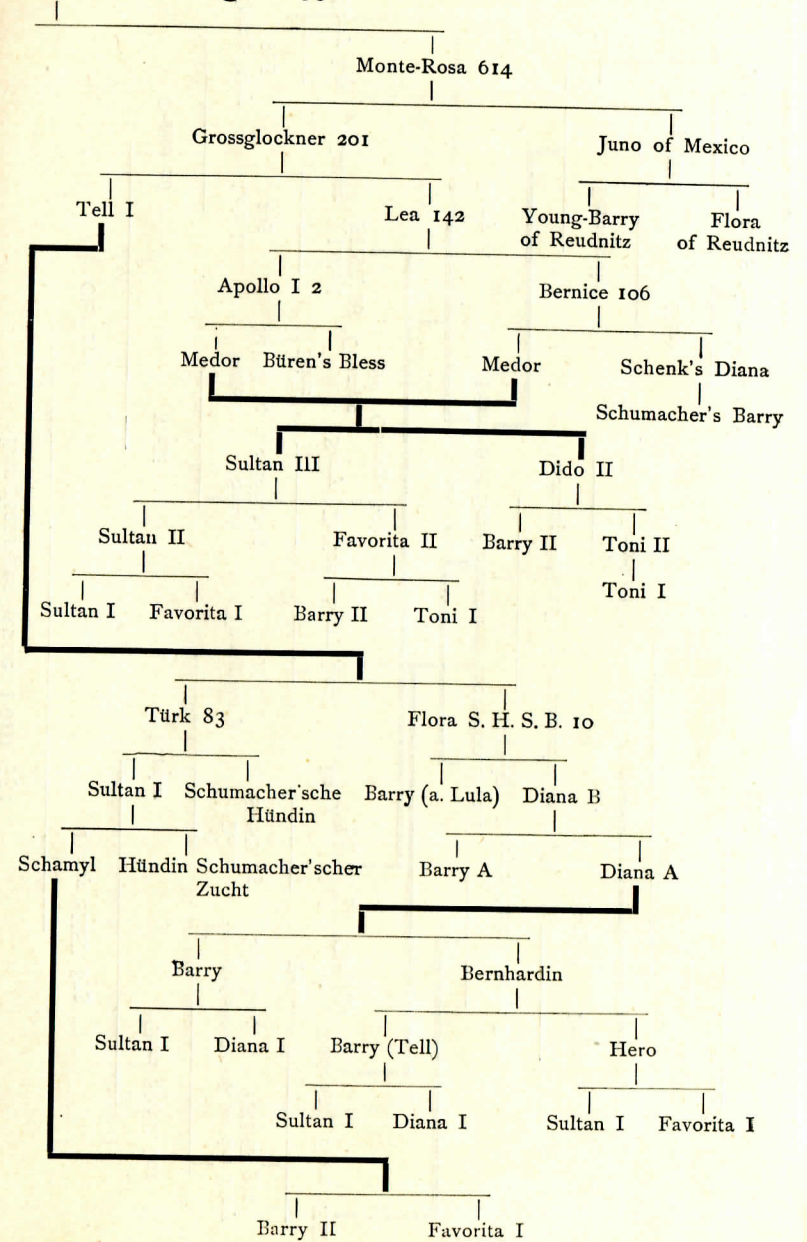 Monte-Rosa 614
Grossglockner 201
Juno of Mexico
Tell I
Lea 142
Young-Barry
of Reudnitz
Flora
of Reudnitz
Apollo I 2
Bernice 106
Medor
Büren's Bless
Medor
Schenk's Diana
Schumacher's Barry
Sultan III
Dido II
Sultan II
Favorita II
Barry II
Toni II
Toni I
Sultan I
Favorita I
Barry II
Toni I
Türk 83
Flora S. H. S. B. 10
Sultan I
Schumacher'sche
Hündin
Barry (a. Lula)
Diana B
Schamyl
Hündin Schumacher'scher
Zucht
Barry A
Diana A
Barry
Bernhardin
Sultan I
Diana I
Barry (Tell)
Hero
Sultan I
Diana I
Sultan I
Favorita I
Barry II
Favorita I